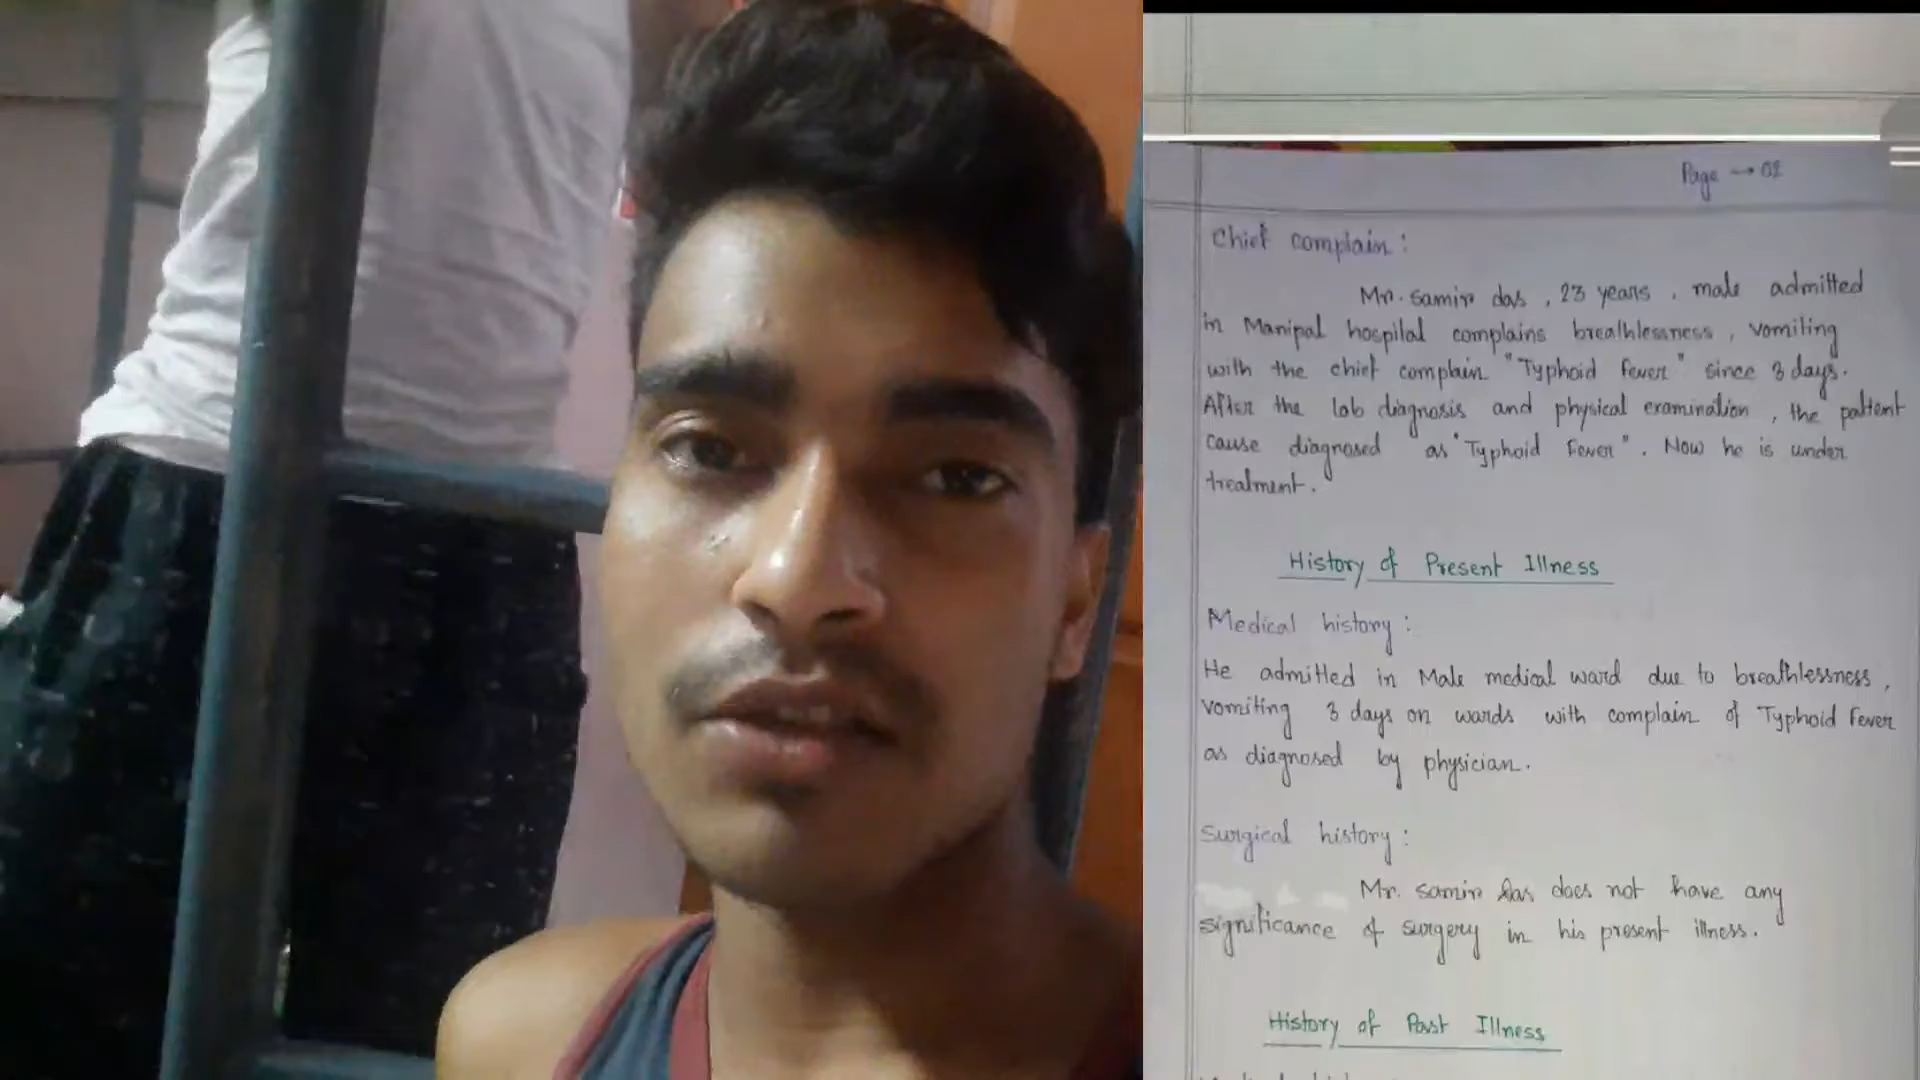 Page → 02
Chief complain :
Mr. Samir das , 23 years , male admitted
in Manipal hospital complains breathlessness , vomiting
with the chief complain "Typhoid Fever" since 3 days.
After the lab diagnosis and physical examination , the patient
cause diagnosed as "Typhoid Fever" . Now he is under
treatment .
History of Present Illness
Medical history :
He admitted in Male medical ward due to breathlessness ,
vomiting 3 days on wards with complain of Typhoid Fever
as diagnosed by physician .
Surgical history :
Mr. Samir das does not have any
significance of surgery in his present illness .
History of Past Illness